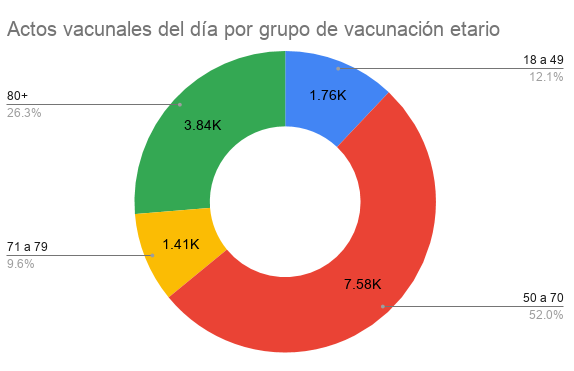 Actos vacunales del día por grupo de vacunación etario
18 a 49
12.1%
1.76K
80+
26.3%
3.84K
71 a 79
9.6%
1.41K
7.58K
50 a 70
52.0%